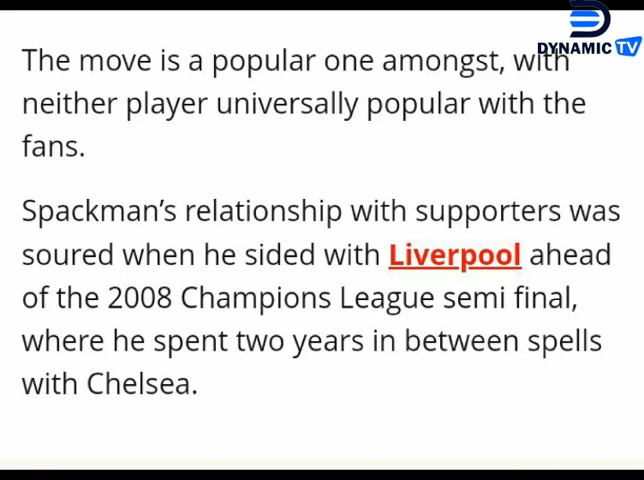 DYNAMIC TV
The move is a popular one amongst, with
neither player universally popular with the
fans.
Spackman's relationship with supporters was
soured when he sided with Liverpool ahead
of the 2008 Champions League semi final,
where he spent two years in between spells
with Chelsea.